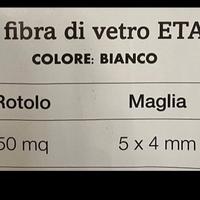 fibra di vetro ETA
COLORE: BIANCO
Rotolo Maglia
50 mq 5 x 4 mm